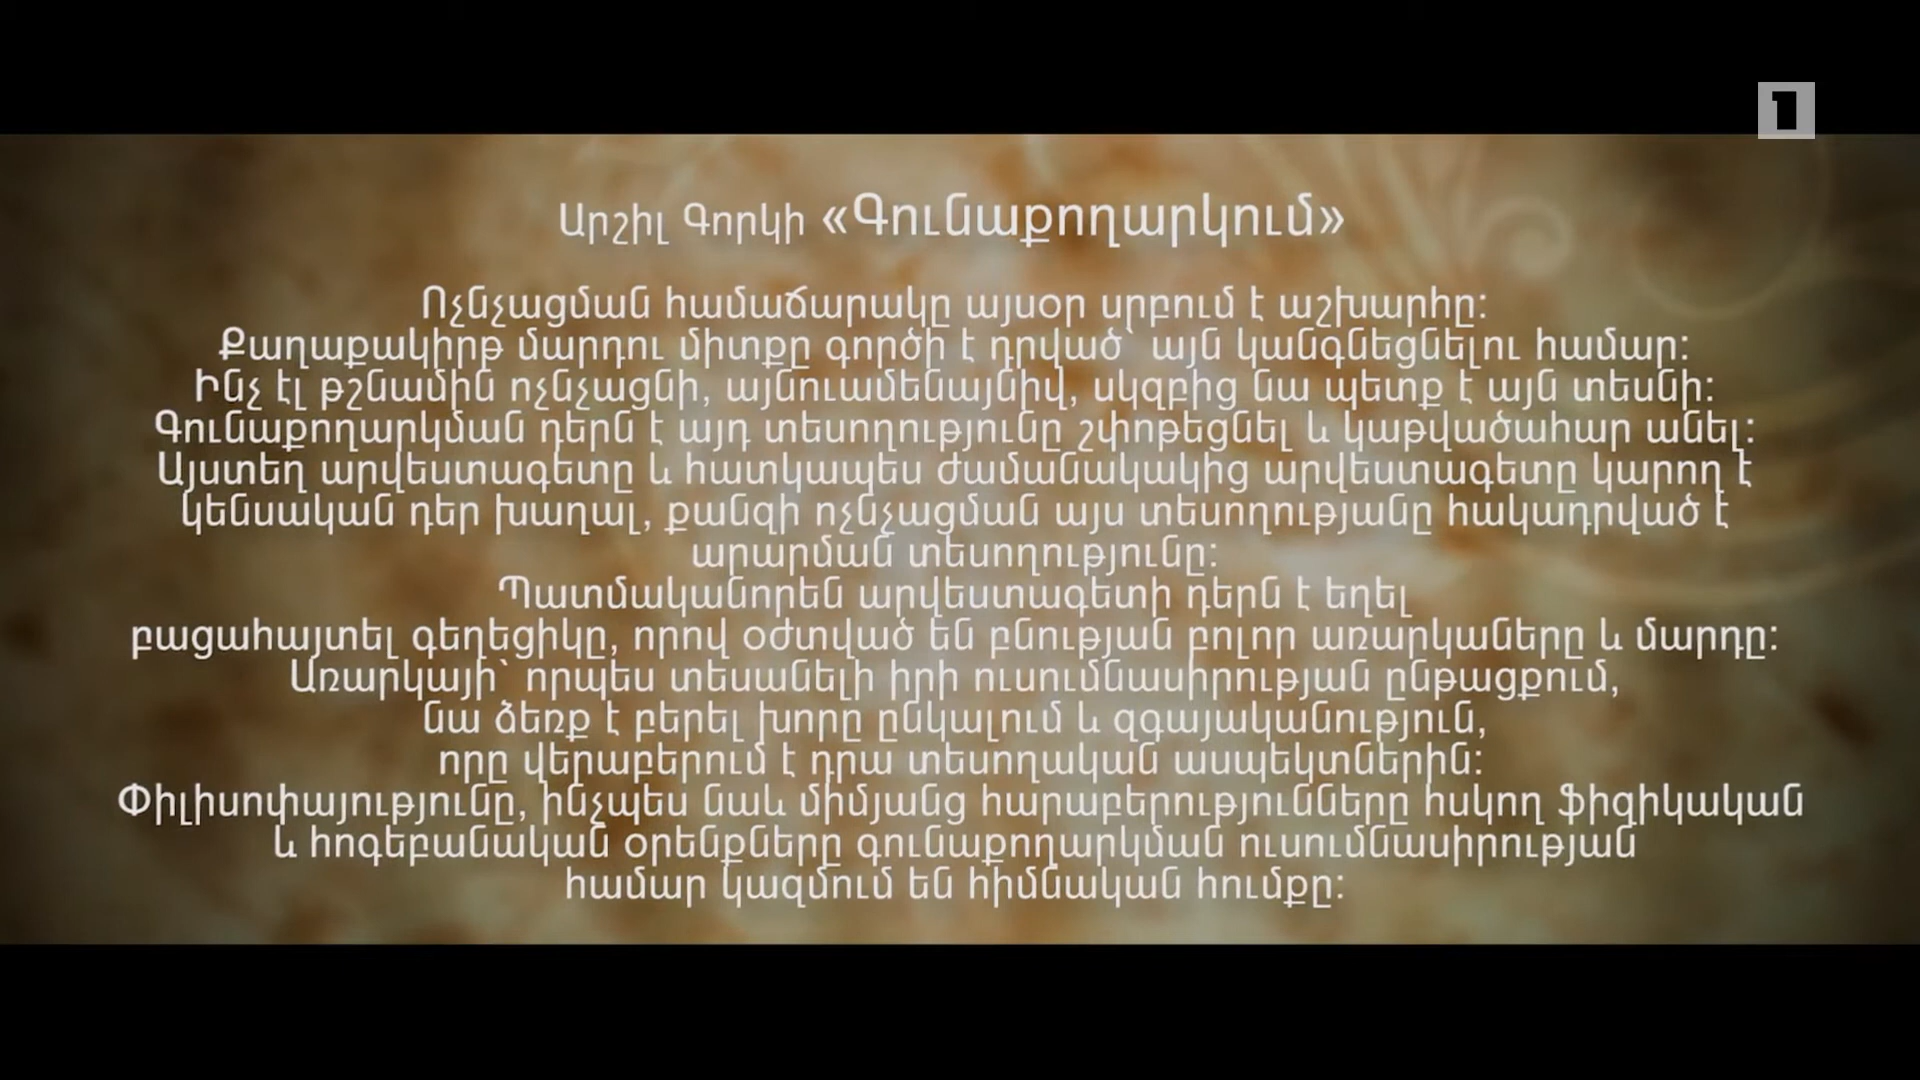 1
Արշիլ Գորկի «Գունաքողարկում»
Ոչնչացման համաճարակը այսօր սրբում է աշխարհը:
Քաղաքակիրթ մարդու միտքը գործի է դրված՝ այն կանգնեցնելու համար:
Ինչ էլ թշնամին ոչնչացնի, այնուամենայնիվ, սկզբից նա պետք է այն տեսնի:
Գունաքողարկման դերն է այդ տեսողությունը շփոթեցնել և կաթվածահար անել:
Այստեղ արվեստագետը և հատկապես ժամանակակից արվեստագետը կարող է
կենսական դեր խաղալ, քանզի ոչնչացման այս տեսողությանը հակադրված է
արարման տեսողությունը:
Պատմականորեն արվեստագետի դերն է եղել
բացահայտել գեղեցիկը, որով օժտված են բնության բոլոր առարկաները և մարդը:
Առարկայի՝ որպես տեսանելի իրի ուսումնասիրության ընթացքում,
նա ձեռք է բերել խորը ընկալում և զգայականություն,
որը վերաբերում է դրա տեսողական ասպեկտներին:
Փիլիսոփայությունը, ինչպես նաև միմյանց հարաբերությունները հսկող ֆիզիկական
և հոգեբանական օրենքները գունաքողարկման ուսումնասիրության
համար կազմում են հիմնական հումքը: